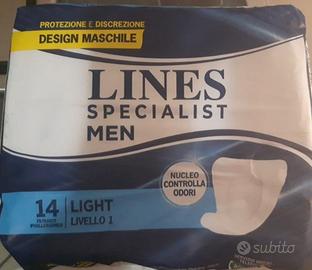 PROTEZIONE E DISCREZIONE
DESIGN MASCHILE
LINES
SPECIALIST
MEN
NUCLEO
CONTROLLA
ODORI
14
LIGHT
LIVELLO 1
subito